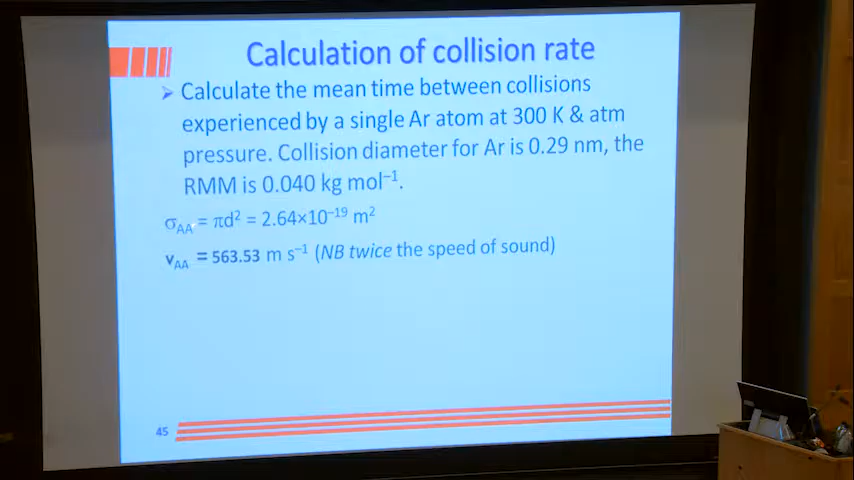 Calculation of collision rate
➢ Calculate the mean time between collisions
experienced by a single Ar atom at 300 K & atm
pressure. Collision diameter for Ar is 0.29 nm, the
RMM is 0.040 kg mol⁻¹.
σ_AA = πd² = 2.64×10⁻¹⁹ m²
v_AA = 563.53 m s⁻¹ (NB twice the speed of sound)
45